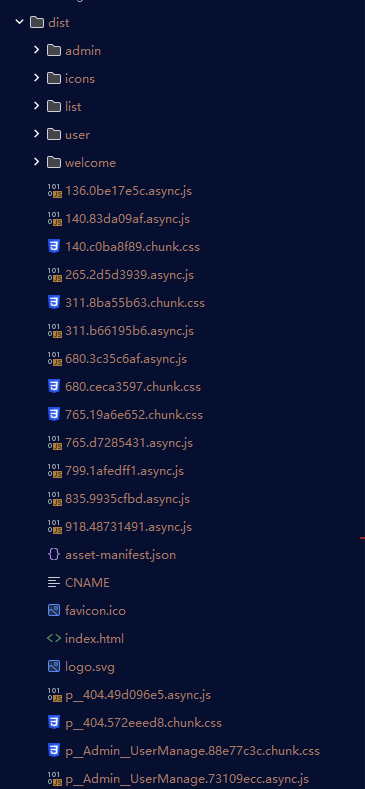 dist
admin
icons
list
user
welcome
136.0be17e5c.async.js
140.83da09af.async.js
140.c0ba8f89.chunk.css
265.2d5d3939.async.js
311.8ba55b63.chunk.css
311.b66195b6.async.js
680.3c35c6af.async.js
680.ceca3597.chunk.css
765.19a6e652.chunk.css
765.d7285431.async.js
799.1afedff1.async.js
835.9935cfbd.async.js
918.48731491.async.js
asset-manifest.json
CNAME
favicon.ico
index.html
logo.svg
p__404.49d096e5.async.js
p__404.572eeed8.chunk.css
p__Admin__UserManage.88e77c3c.chunk.css
p__Admin__UserManage.73109ecc.async.js